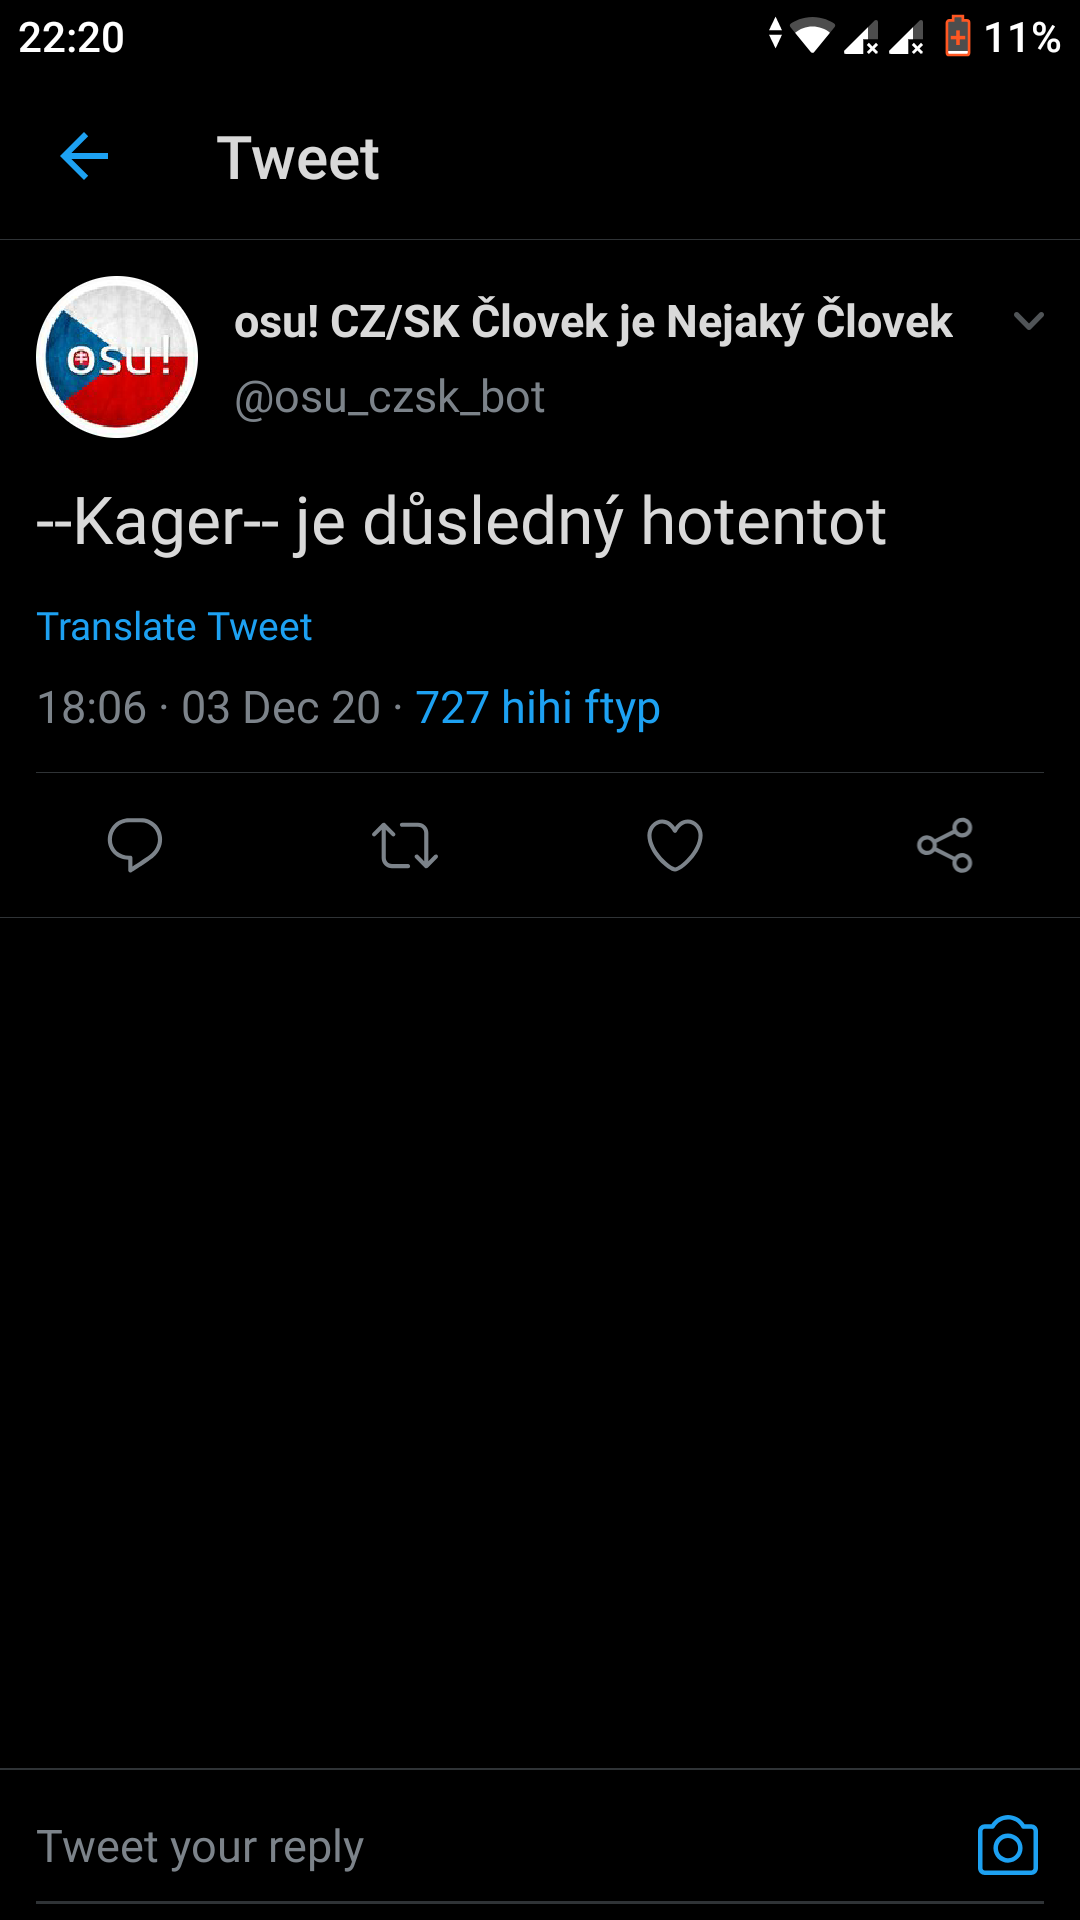 22:20 11%
Tweet
osu!
osu! CZ/SK Človek je Nejaký Človek
@osu_czsk_bot
--Kager-- je důsledný hotentot
Translate Tweet
18:06 · 03 Dec 20 · 727 hihi ftyp
Tweet your reply